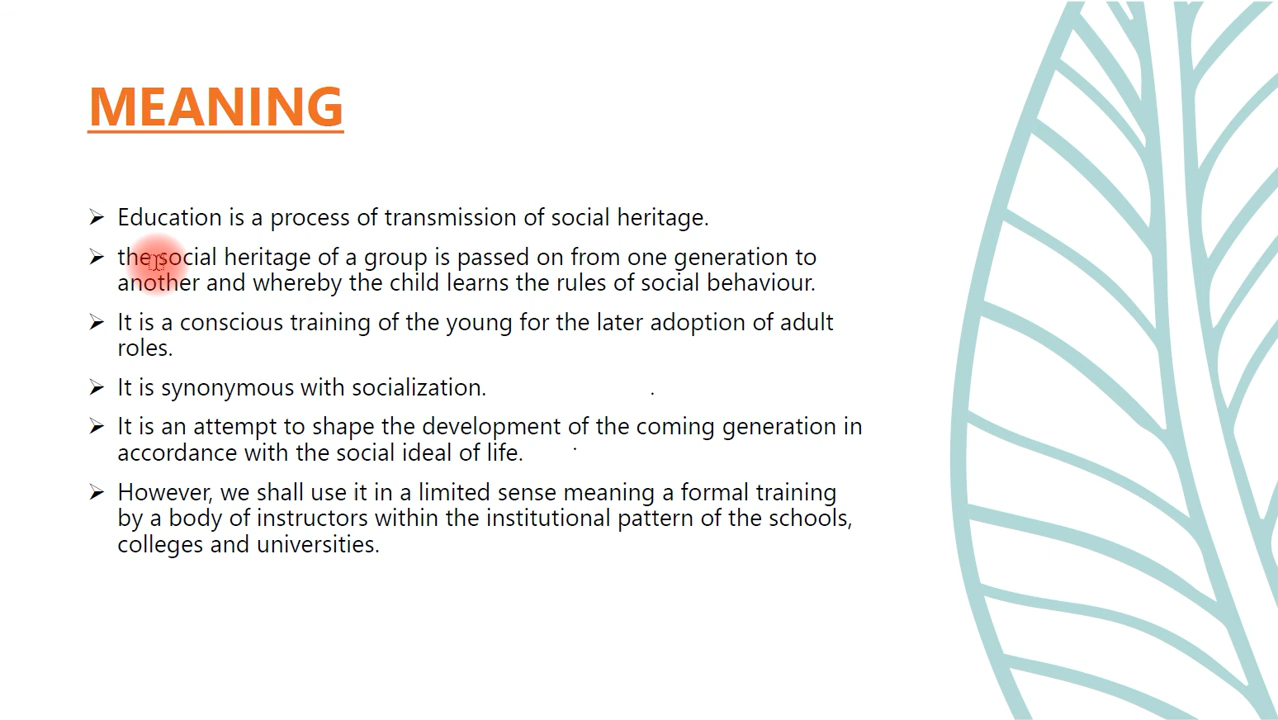 MEANING
Education is a process of transmission of social heritage.
the social heritage of a group is passed on from one generation to
another and whereby the child learns the rules of social behaviour.
It is a conscious training of the young for the later adoption of adult
roles.
It is synonymous with socialization.
It is an attempt to shape the development of the coming generation in
accordance with the social ideal of life.
However, we shall use it in a limited sense meaning a formal training
by a body of instructors within the institutional pattern of the schools,
colleges and universities.